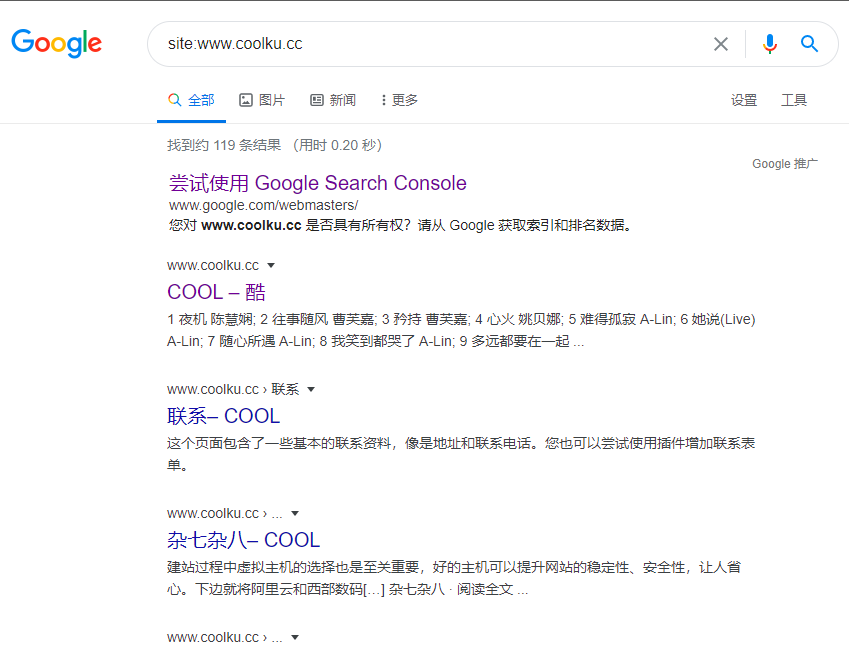 Google
site:www.coolku.cc
全部 图片 新闻 更多 设置 工具
找到约 119 条结果 （用时 0.20 秒）
Google 推广
尝试使用 Google Search Console
www.google.com/webmasters/
您对 www.coolku.cc 是否具有所有权？请从 Google 获取索引和排名数据。
www.coolku.cc
COOL – 酷
1 夜机 陈慧娴; 2 往事随风 曹芙嘉; 3 矜持 曹芙嘉; 4 心火 姚贝娜; 5 难得孤寂 A-Lin; 6 她说(Live)
A-Lin; 7 随心所遇 A-Lin; 8 我笑到都哭了 A-Lin; 9 多远都要在一起 ...
www.coolku.cc › 联系
联系– COOL
这个页面包含了一些基本的联系资料，像是地址和联系电话。您也可以尝试使用插件增加联系表
单。
www.coolku.cc › ...
杂七杂八– COOL
建站过程中虚拟主机的选择也是至关重要，好的主机可以提升网站的稳定性、安全性，让人省
心。下边就将阿里云和西部数码[…] 杂七杂八 · 阅读全文 ...
www.coolku.cc › ...